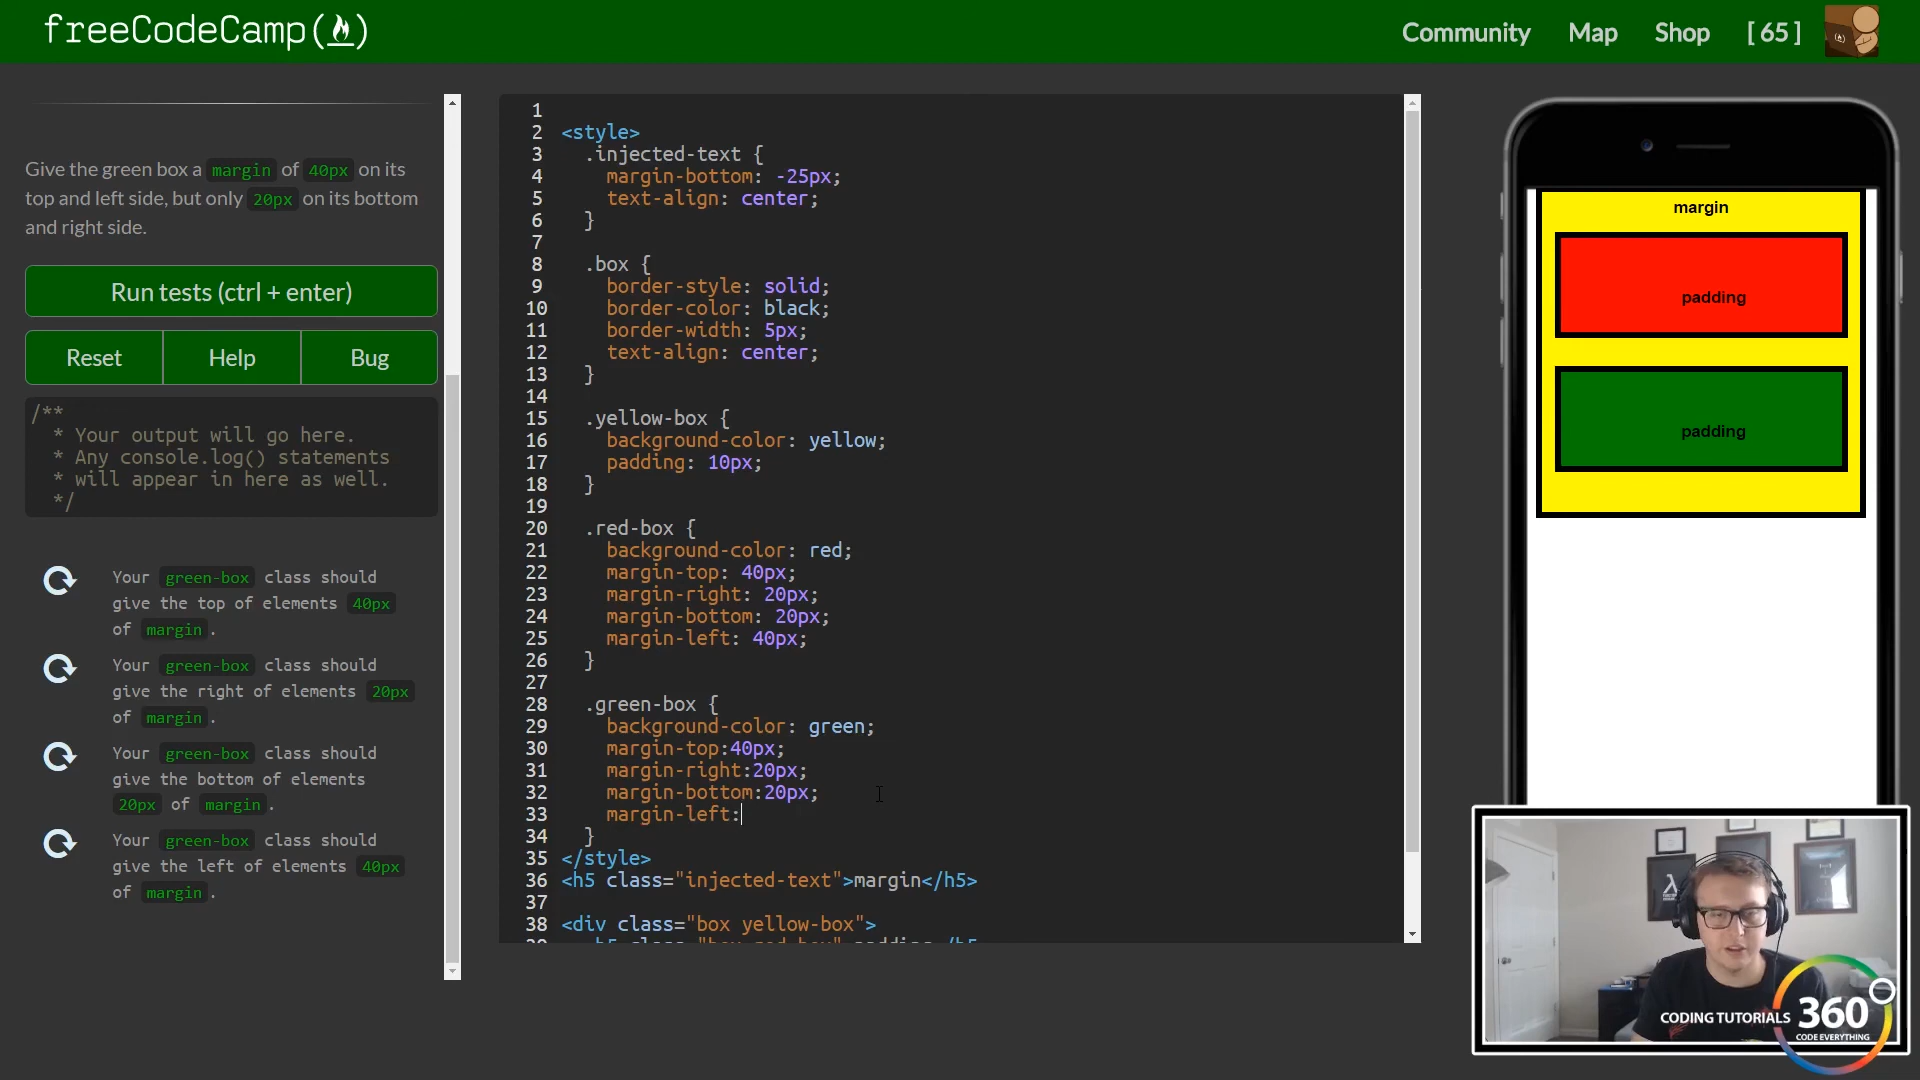 freeCodeCamp
Community Map Shop [ 65 ]
Give the green box a margin of 40px on its
top and left side, but only 20px on its bottom
and right side.
Run tests (ctrl + enter)
Reset Help Bug
/**
* Your output will go here.
* Any console.log() statements
* will appear in here as well.
*/
Your green-box class should
give the top of elements 40px
of margin.
Your green-box class should
give the right of elements 20px
of margin.
Your green-box class should
give the bottom of elements
20px of margin.
Your green-box class should
give the left of elements 40px
of margin.
1
2 <style>
3 .injected-text {
4 margin-bottom: -25px;
5 text-align: center;
6 }
7
8 .box {
9 border-style: solid;
10 border-color: black;
11 border-width: 5px;
12 text-align: center;
13 }
14
15 .yellow-box {
16 background-color: yellow;
17 padding: 10px;
18 }
19
20 .red-box {
21 background-color: red;
22 margin-top: 40px;
23 margin-right: 20px;
24 margin-bottom: 20px;
25 margin-left: 40px;
26 }
27
28 .green-box {
29 background-color: green;
30 margin-top:40px;
31 margin-right:20px;
32 margin-bottom:20px;
33 margin-left:
34 }
35 </style>
36 <h5 class="injected-text">margin</h5>
37
38 <div class="box yellow-box">
margin
padding
padding
CODING TUTORIALS 360
CODE EVERYTHING